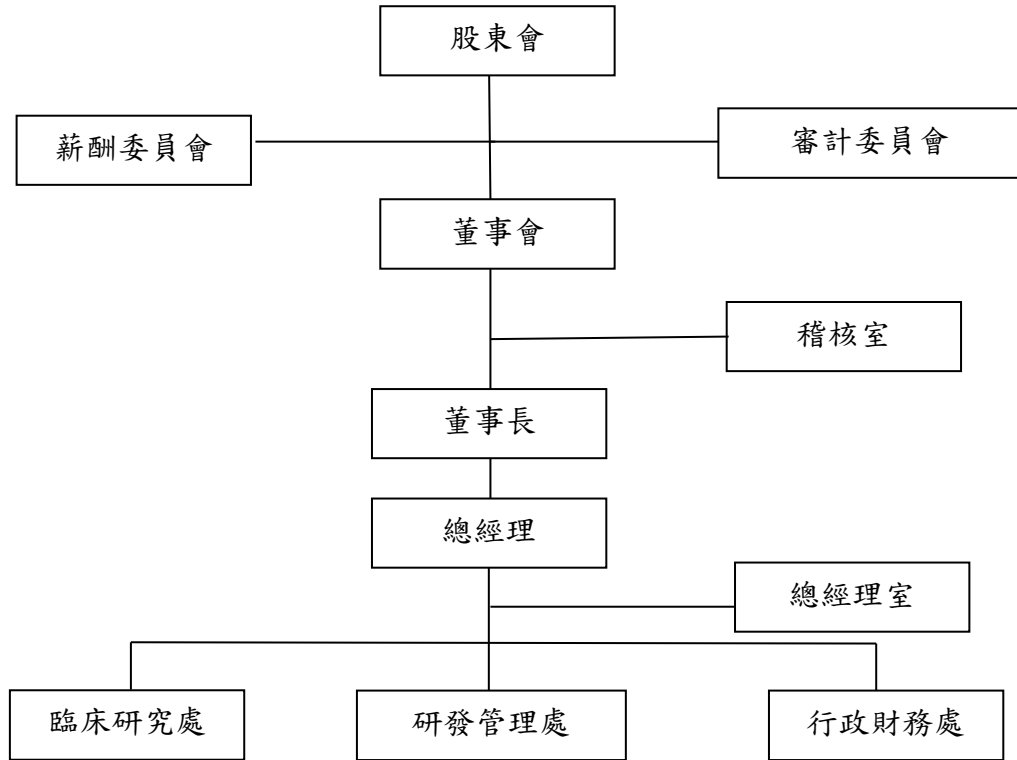 股東會
薪酬委員會
審計委員會
董事會
稽核室
董事長
總經理
總經理室
臨床研究處
研發管理處
行政財務處